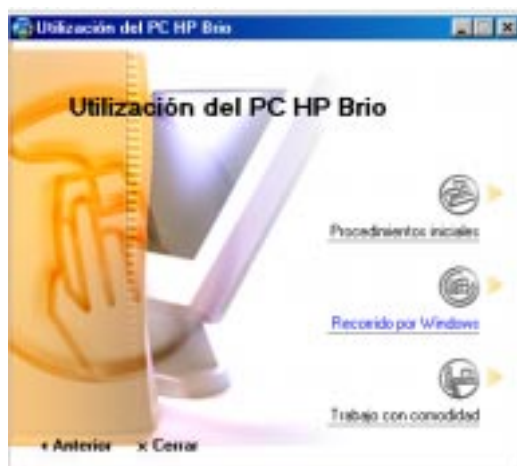 Utilización del PC HP Brio
Utilización del PC HP Brio
Procedimientos iniciales
Recorrido por Windows
Trabajo con comodidad
Anterior x Cerrar